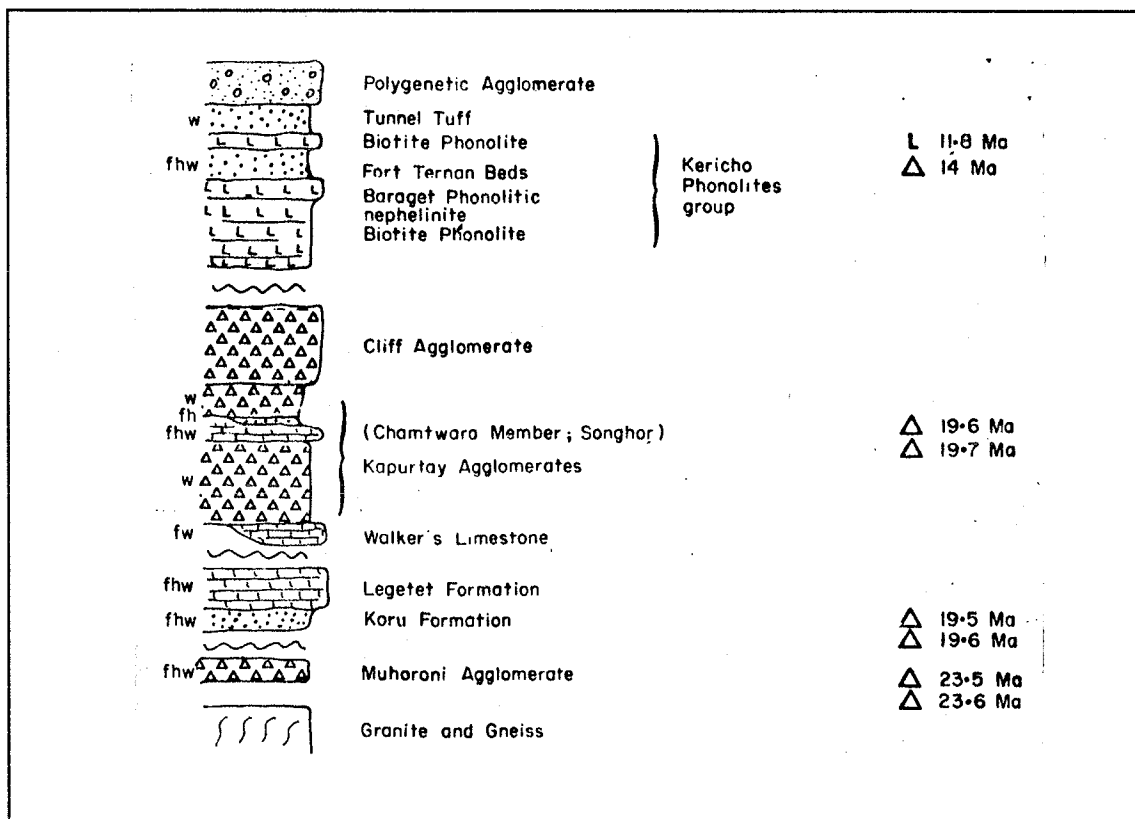 Polygenetic Agglomerate
w Tunnel Tuff
Biotite Phonolite L 11·8 Ma
fhw Fort Ternan Beds △ 14 Ma
Baraget Phonolitic
nephelinite
Biotite Phonolite
Kericho
Phonolites
group
Cliff Agglomerate
w
fh
fhw (Chamtwara Member; Songhor) △ 19·6 Ma
△ 19·7 Ma
Kapurtay Agglomerates
w
fw Walker's Limestone
fhw Legetet Formation
fhw Koru Formation △ 19·5 Ma
△ 19·6 Ma
fhw Muhoroni Agglomerate △ 23·5 Ma
△ 23·6 Ma
Granite and Gneiss